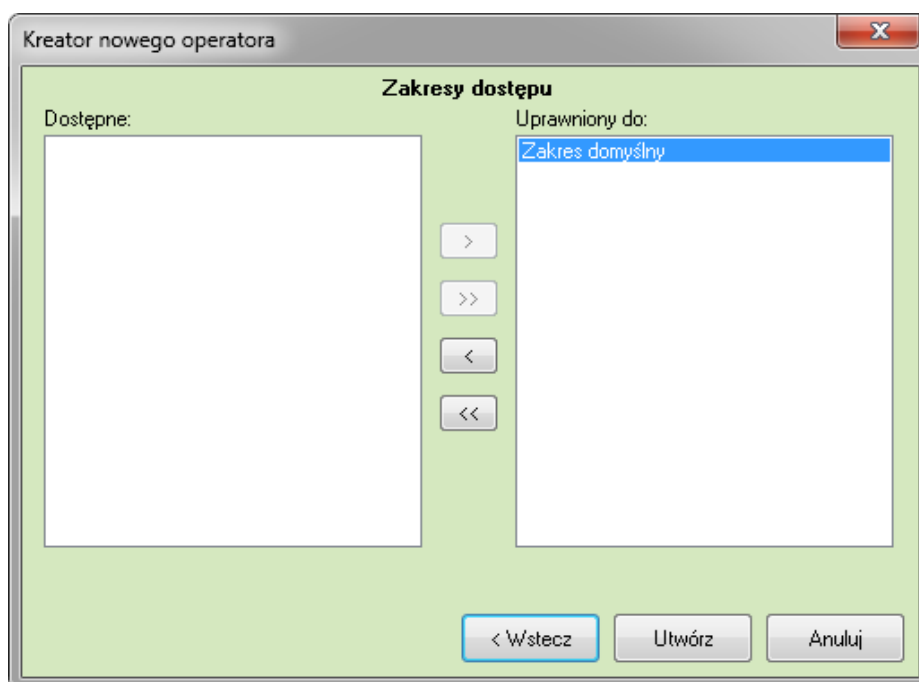 Kreator nowego operatora
Zakresy dostępu
Dostępne:
Uprawniony do:
Zakres domyślny
>
>>
<
<<
< Wstecz
Utwórz
Anuluj